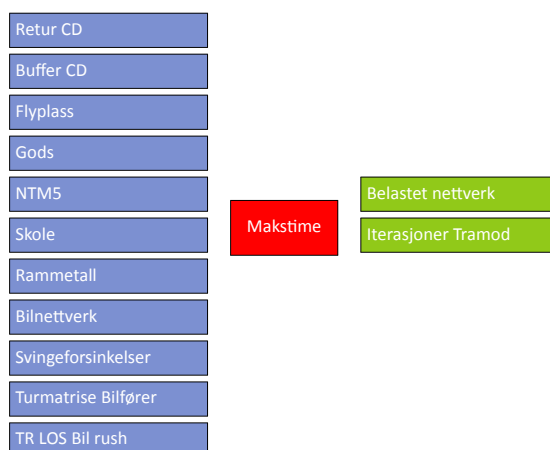 Retur CD
Buffer CD
Flyplass
Gods
NTM5
Skole
Rammetall
Bilnettverk
Svingeforsinkelser
Turmatrise Bilfører
TR LOS Bil rush
Makstime
Belastet nettverk
Iterasjoner Tramod